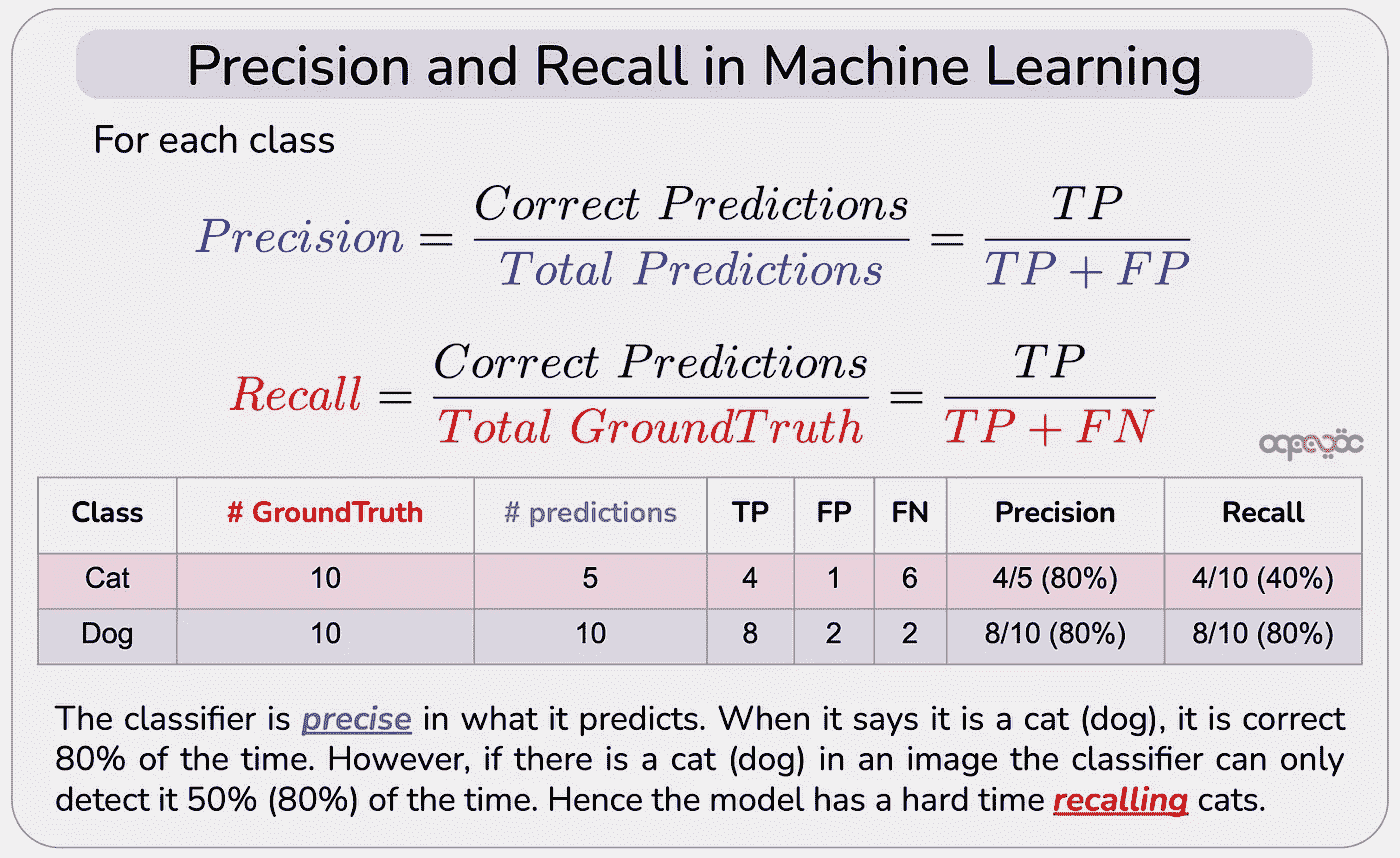 Precision and Recall in Machine Learning
For each class
Precision = Correct Predictions / Total Predictions = TP / TP + FP
Recall = Correct Predictions / Total GroundTruth = TP / TP + FN
Class # GroundTruth # predictions TP FP FN Precision Recall
Cat 10 5 4 1 6 4/5 (80%) 4/10 (40%)
Dog 10 10 8 2 2 8/10 (80%) 8/10 (80%)
The classifier is precise in what it predicts. When it says it is a cat (dog), it is correct
80% of the time. However, if there is a cat (dog) in an image the classifier can only
detect it 50% (80%) of the time. Hence the model has a hard time recalling cats.